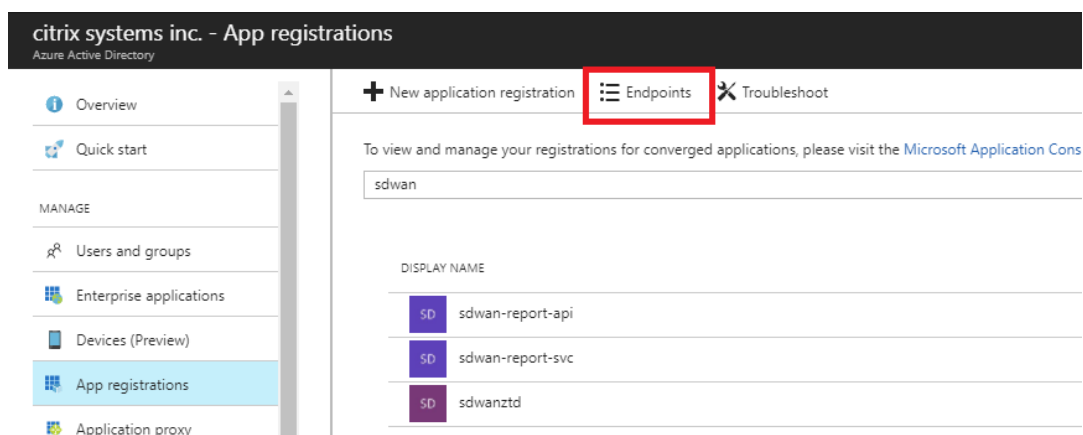 citrix systems inc. - App registrations
Azure Active Directory
Overview
Quick start
MANAGE
Users and groups
Enterprise applications
Devices (Preview)
App registrations
Application proxy
New application registration Endpoints Troubleshoot
To view and manage your registrations for converged applications, please visit the Microsoft Application Cons
sdwan
DISPLAY NAME
SD sdwan-report-api
SD sdwan-report-svc
SD sdwanztd